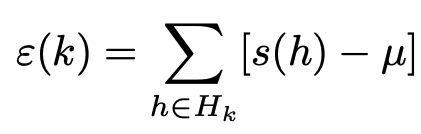 ε(k) = ∑_{h∈H_k} [s(h) − μ]